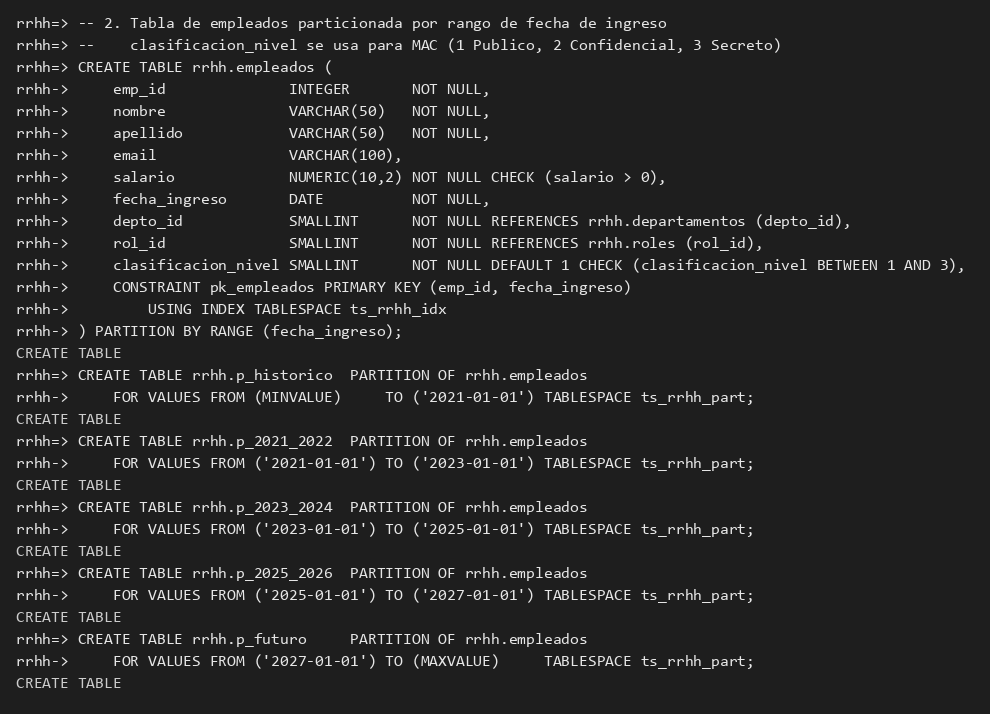 rrhh=> -- 2. Tabla de empleados particionada por rango de fecha de ingreso
rrhh=> --    clasificacion_nivel se usa para MAC (1 Publico, 2 Confidencial, 3 Secreto)
rrhh=> CREATE TABLE rrhh.empleados (
rrhh->     emp_id              INTEGER       NOT NULL,
rrhh->     nombre              VARCHAR(50)   NOT NULL,
rrhh->     apellido            VARCHAR(50)   NOT NULL,
rrhh->     email               VARCHAR(100),
rrhh->     salario             NUMERIC(10,2) NOT NULL CHECK (salario > 0),
rrhh->     fecha_ingreso       DATE          NOT NULL,
rrhh->     depto_id            SMALLINT      NOT NULL REFERENCES rrhh.departamentos (depto_id),
rrhh->     rol_id              SMALLINT      NOT NULL REFERENCES rrhh.roles (rol_id),
rrhh->     clasificacion_nivel SMALLINT      NOT NULL DEFAULT 1 CHECK (clasificacion_nivel BETWEEN 1 AND 3),
rrhh->     CONSTRAINT pk_empleados PRIMARY KEY (emp_id, fecha_ingreso)
rrhh->         USING INDEX TABLESPACE ts_rrhh_idx
rrhh-> ) PARTITION BY RANGE (fecha_ingreso);
CREATE TABLE
rrhh=> CREATE TABLE rrhh.p_historico  PARTITION OF rrhh.empleados
rrhh->     FOR VALUES FROM (MINVALUE)     TO ('2021-01-01') TABLESPACE ts_rrhh_part;
CREATE TABLE
rrhh=> CREATE TABLE rrhh.p_2021_2022  PARTITION OF rrhh.empleados
rrhh->     FOR VALUES FROM ('2021-01-01') TO ('2023-01-01') TABLESPACE ts_rrhh_part;
CREATE TABLE
rrhh=> CREATE TABLE rrhh.p_2023_2024  PARTITION OF rrhh.empleados
rrhh->     FOR VALUES FROM ('2023-01-01') TO ('2025-01-01') TABLESPACE ts_rrhh_part;
CREATE TABLE
rrhh=> CREATE TABLE rrhh.p_2025_2026  PARTITION OF rrhh.empleados
rrhh->     FOR VALUES FROM ('2025-01-01') TO ('2027-01-01') TABLESPACE ts_rrhh_part;
CREATE TABLE
rrhh=> CREATE TABLE rrhh.p_futuro     PARTITION OF rrhh.empleados
rrhh->     FOR VALUES FROM ('2027-01-01') TO (MAXVALUE)     TABLESPACE ts_rrhh_part;
CREATE TABLE